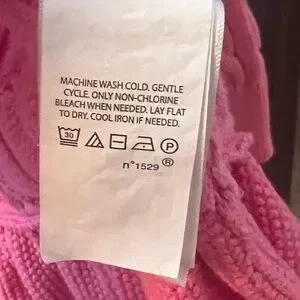 MACHINE WASH COLD. GENTLE
CYCLE. ONLY NON-CHLORINE
BLEACH WHEN NEEDED. LAY FLAT
TO DRY. COOL IRON IF NEEDED.
30 P
n°1529 ®